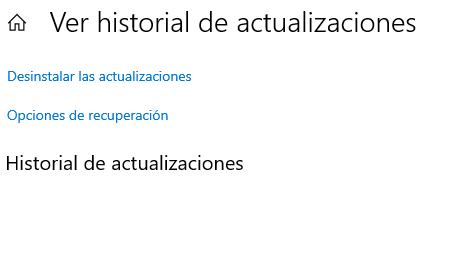 Ver historial de actualizaciones
Desinstalar las actualizaciones
Opciones de recuperación
Historial de actualizaciones